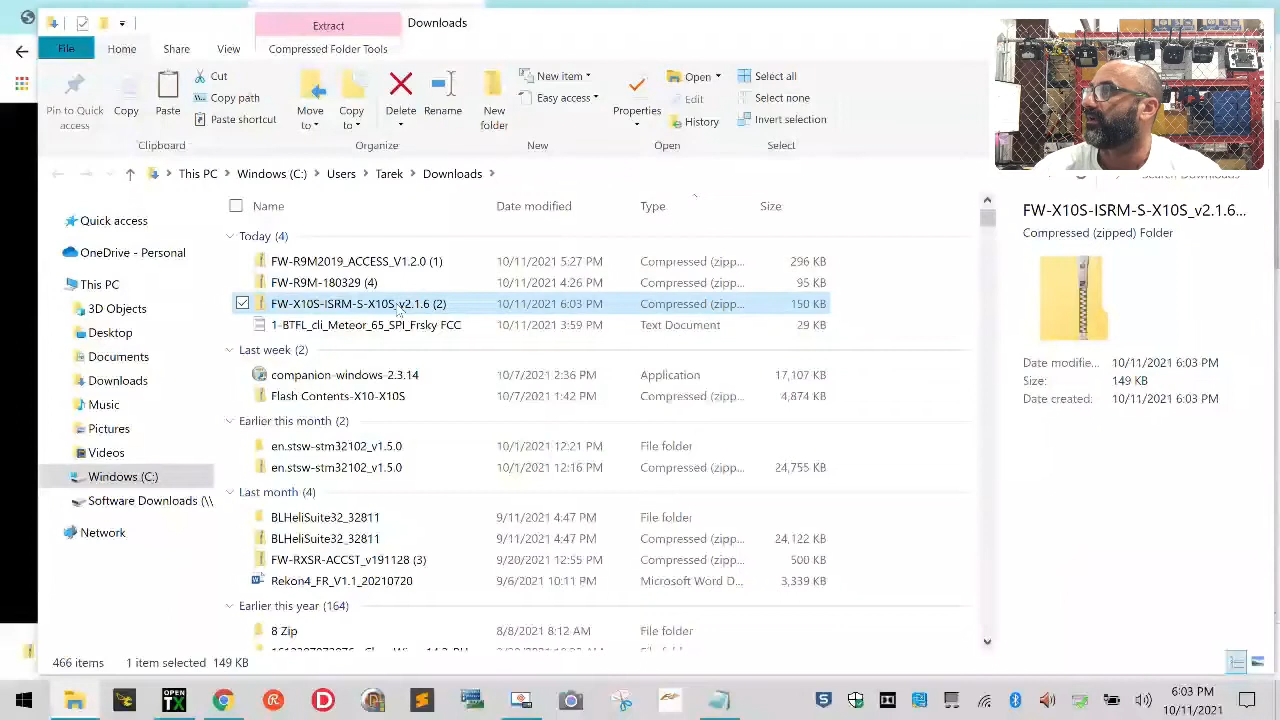 Extract
Downloads
File
Home
Share
View
Compressed Folder Tools
Pin to Quick access
Copy
Paste
Cut
Copy path
Paste shortcut
Clipboard
Move to
Copy to
Delete
Rename
Organize
New folder
New item
Easy access
New
Properties
Open
Edit
History
Open
Select all
Select none
Invert selection
Select
This PC
Windows (C:)
Users
Tarek
Downloads
Name
Date modified
Type
Size
Quick access
OneDrive - Personal
This PC
3D Objects
Desktop
Documents
Downloads
Music
Pictures
Videos
Windows (C:)
Software Downloads (\\
Network
Today (4)
FW-R9M2019_ACCESS_V1.2.0 (1) 10/11/2021 5:27 PM Compressed (zipp... 296 KB
FW-R9M-180329 (4) 10/11/2021 4:26 PM Compressed (zipp... 95 KB
FW-X10S-ISRM-S-X10S_v2.1.6 (2) 10/11/2021 6:03 PM Compressed (zipp... 150 KB
1-BTFL_cli_Meteor_65_SPI_Frsky FCC 10/11/2021 3:59 PM Text Document 29 KB
Last week (2)
companion-windows-2.3.14 10/7/2021 2:36 PM Application 17,107 KB
Flash Contents-X10-X10S 10/7/2021 1:42 PM Compressed (zipp... 4,874 KB
Earlier this month (2)
en.stsw-stm32102_v1.5.0 10/1/2021 12:21 PM File folder
en.stsw-stm32102_v1.5.0 10/1/2021 12:16 PM Compressed (zipp... 24,755 KB
Last month (4)
BLHeliSuite32_32811 9/11/2021 4:47 PM File folder
BLHeliSuite32_32811 9/11/2021 4:47 PM Compressed (zipp... 24,122 KB
FW-RXSR-ACCST_v191128 (3) 9/20/2021 12:55 PM Compressed (zipp... 500 KB
Rekon4_FR_V1.1_20210720 9/6/2021 10:11 PM Microsoft Word D... 3,339 KB
Earlier this year (164)
8 Zip 8/8/2021 8:12 AM File folder
FW-X10S-ISRM-S-X10S_v2.1.6...
Compressed (zipped) Folder
Date modifie... 10/11/2021 6:03 PM
Size: 149 KB
Date created: 10/11/2021 6:03 PM
466 items
1 item selected 149 KB
OPEN
TX
6:03 PM
10/11/2021